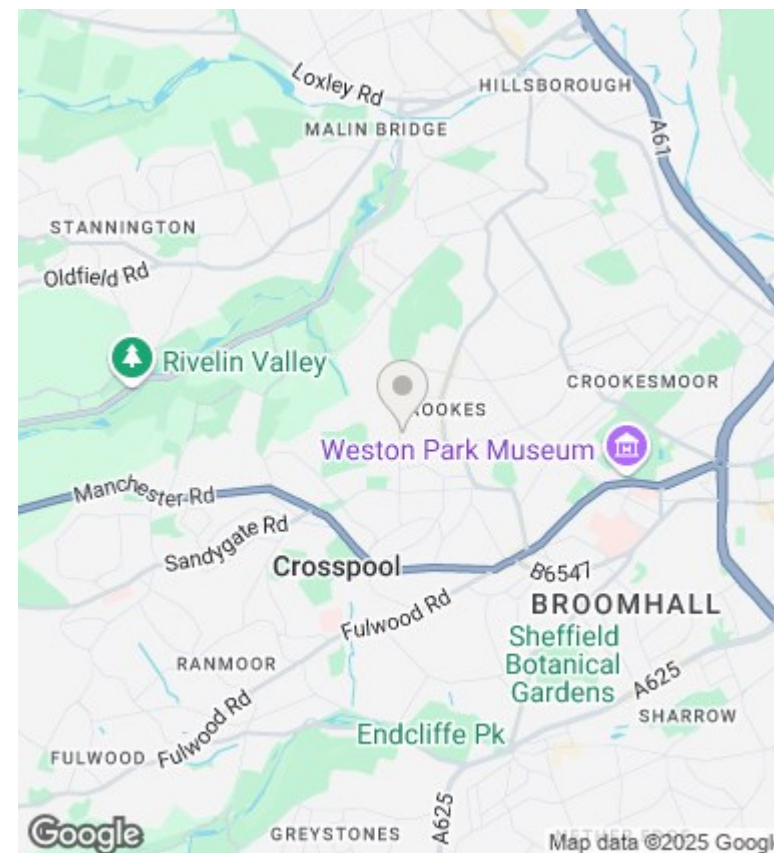 Loxley Rd
HILLSBOROUGH
MALIN BRIDGE
A61
STANNINGTON
Oldfield Rd
Rivelin Valley
CROOKESMOOR
OOKES
Weston Park Museum
Manchester Rd
Sandygate Rd
Crosspool
B6547
Fulwood Rd
BROOMHALL
Sheffield
Botanical
Gardens
RANMOOR
A625
SHARROW
Fulwood Rd
Endcliffe Pk
FULWOOD
A625
GREYSTONES
Google
Map data ©2025 Google